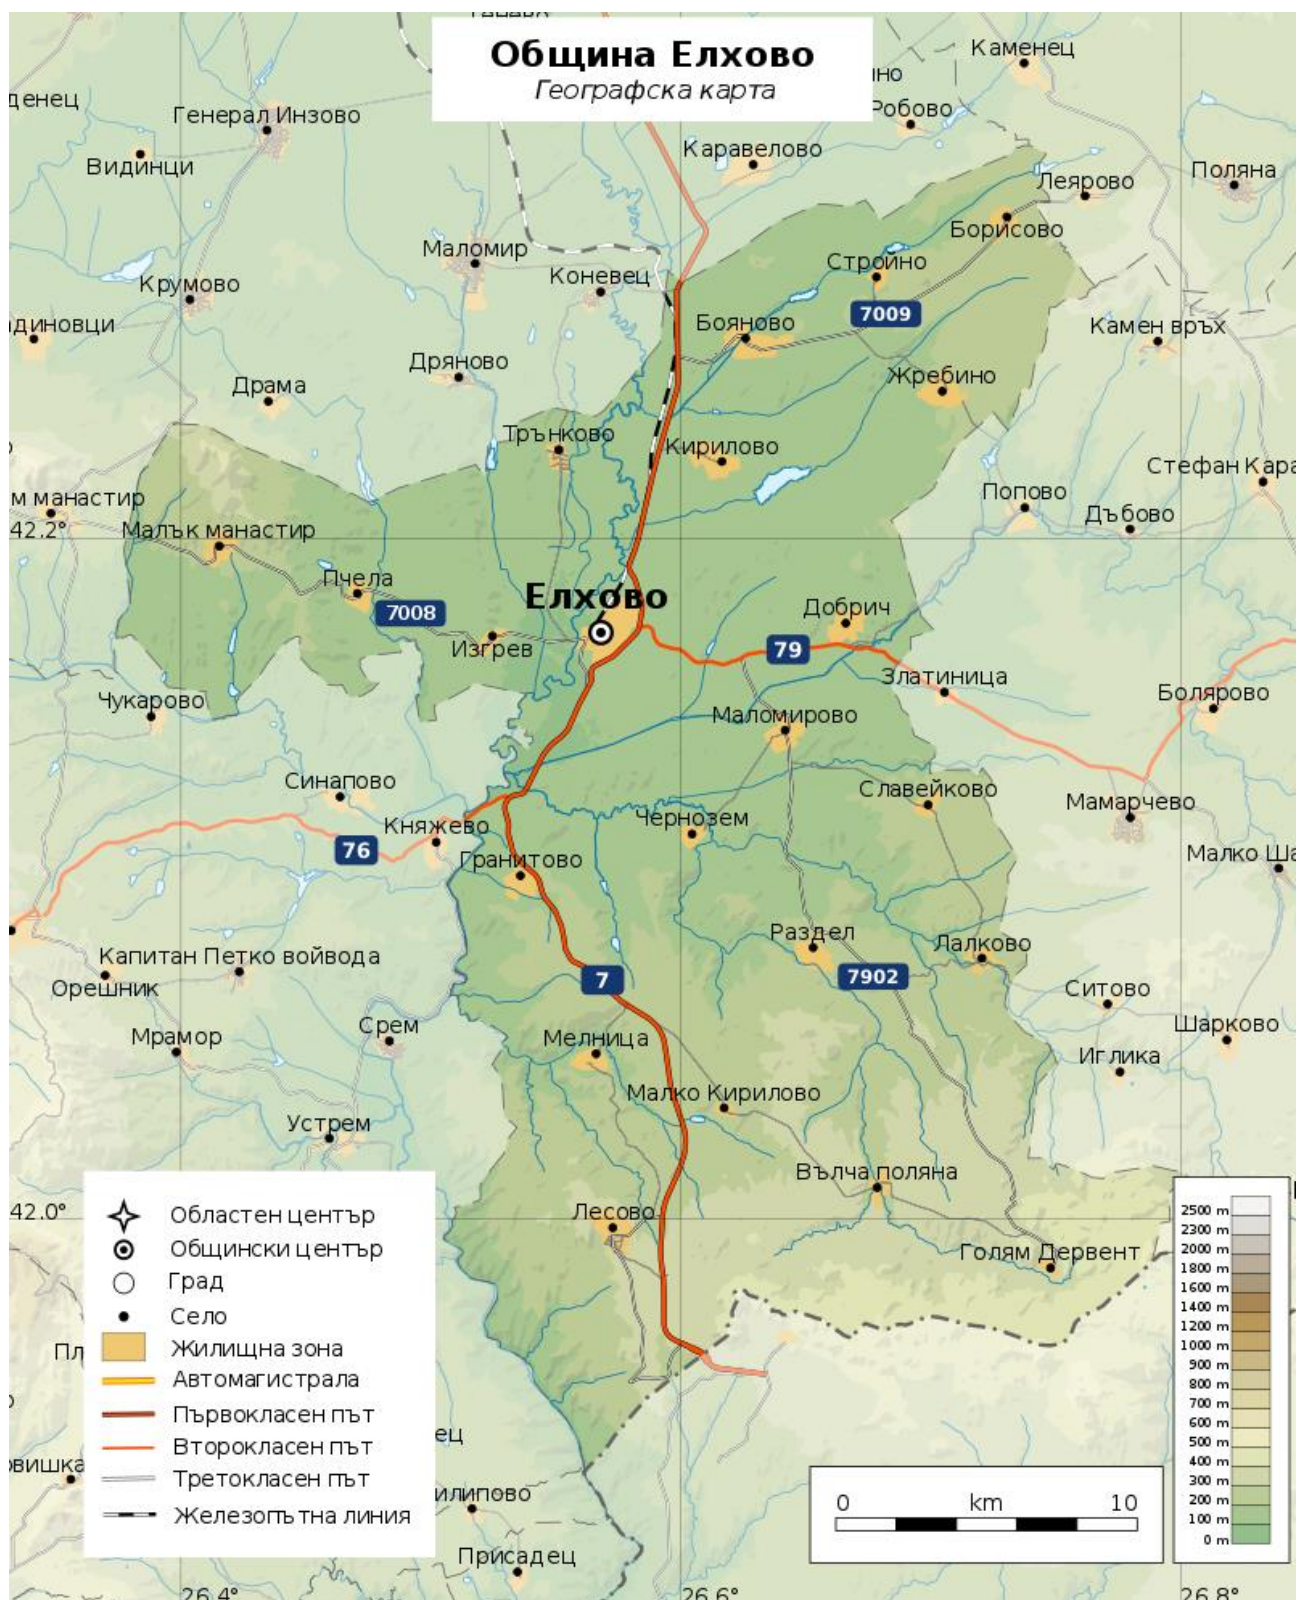 Община Елхово
Географска карта
Каменец
Робово
Генерал Инзово
Каравелово
Видинци
Поляна
Леярово
Борисово
Маломир
Стройно
Коневец
Крумово
7009
Бояново
Камен връх
Дряново
Драма
Жребино
Трънково
Кирилово
Стефан Кара
Попово
м манастир
Дъбово
42.2°
Малък манастир
Пчела
Елхово
7008
Добрич
Изгрев
79
Златиница
Чукарово
Болярово
Маломирово
Синапово
Славейково
Мамарчево
Княжево
Чернозем
76
Гранитово
Малко Ша
Раздел
Лалково
Капитан Петко войвода
7
7902
Орешник
Ситово
Срем
Шарково
Мрамор
Мелница
Иглика
Малко Кирилово
Устрем
Вълча поляна
42.0°
Лесово
Голям Дервент
Областен център
Общински център
Град
Село
Жилищна зона
Автомагистрала
Първокласен път
Второкласен път
Третокласен път
Железопътна линия
2500 m
2300 m
2000 m
1800 m
1600 m
1400 m
1200 m
1000 m
900 m
800 m
700 m
600 m
500 m
400 m
300 m
200 m
100 m
0 m
0 km 10
Присадец
26.4° 26.6° 26.8°